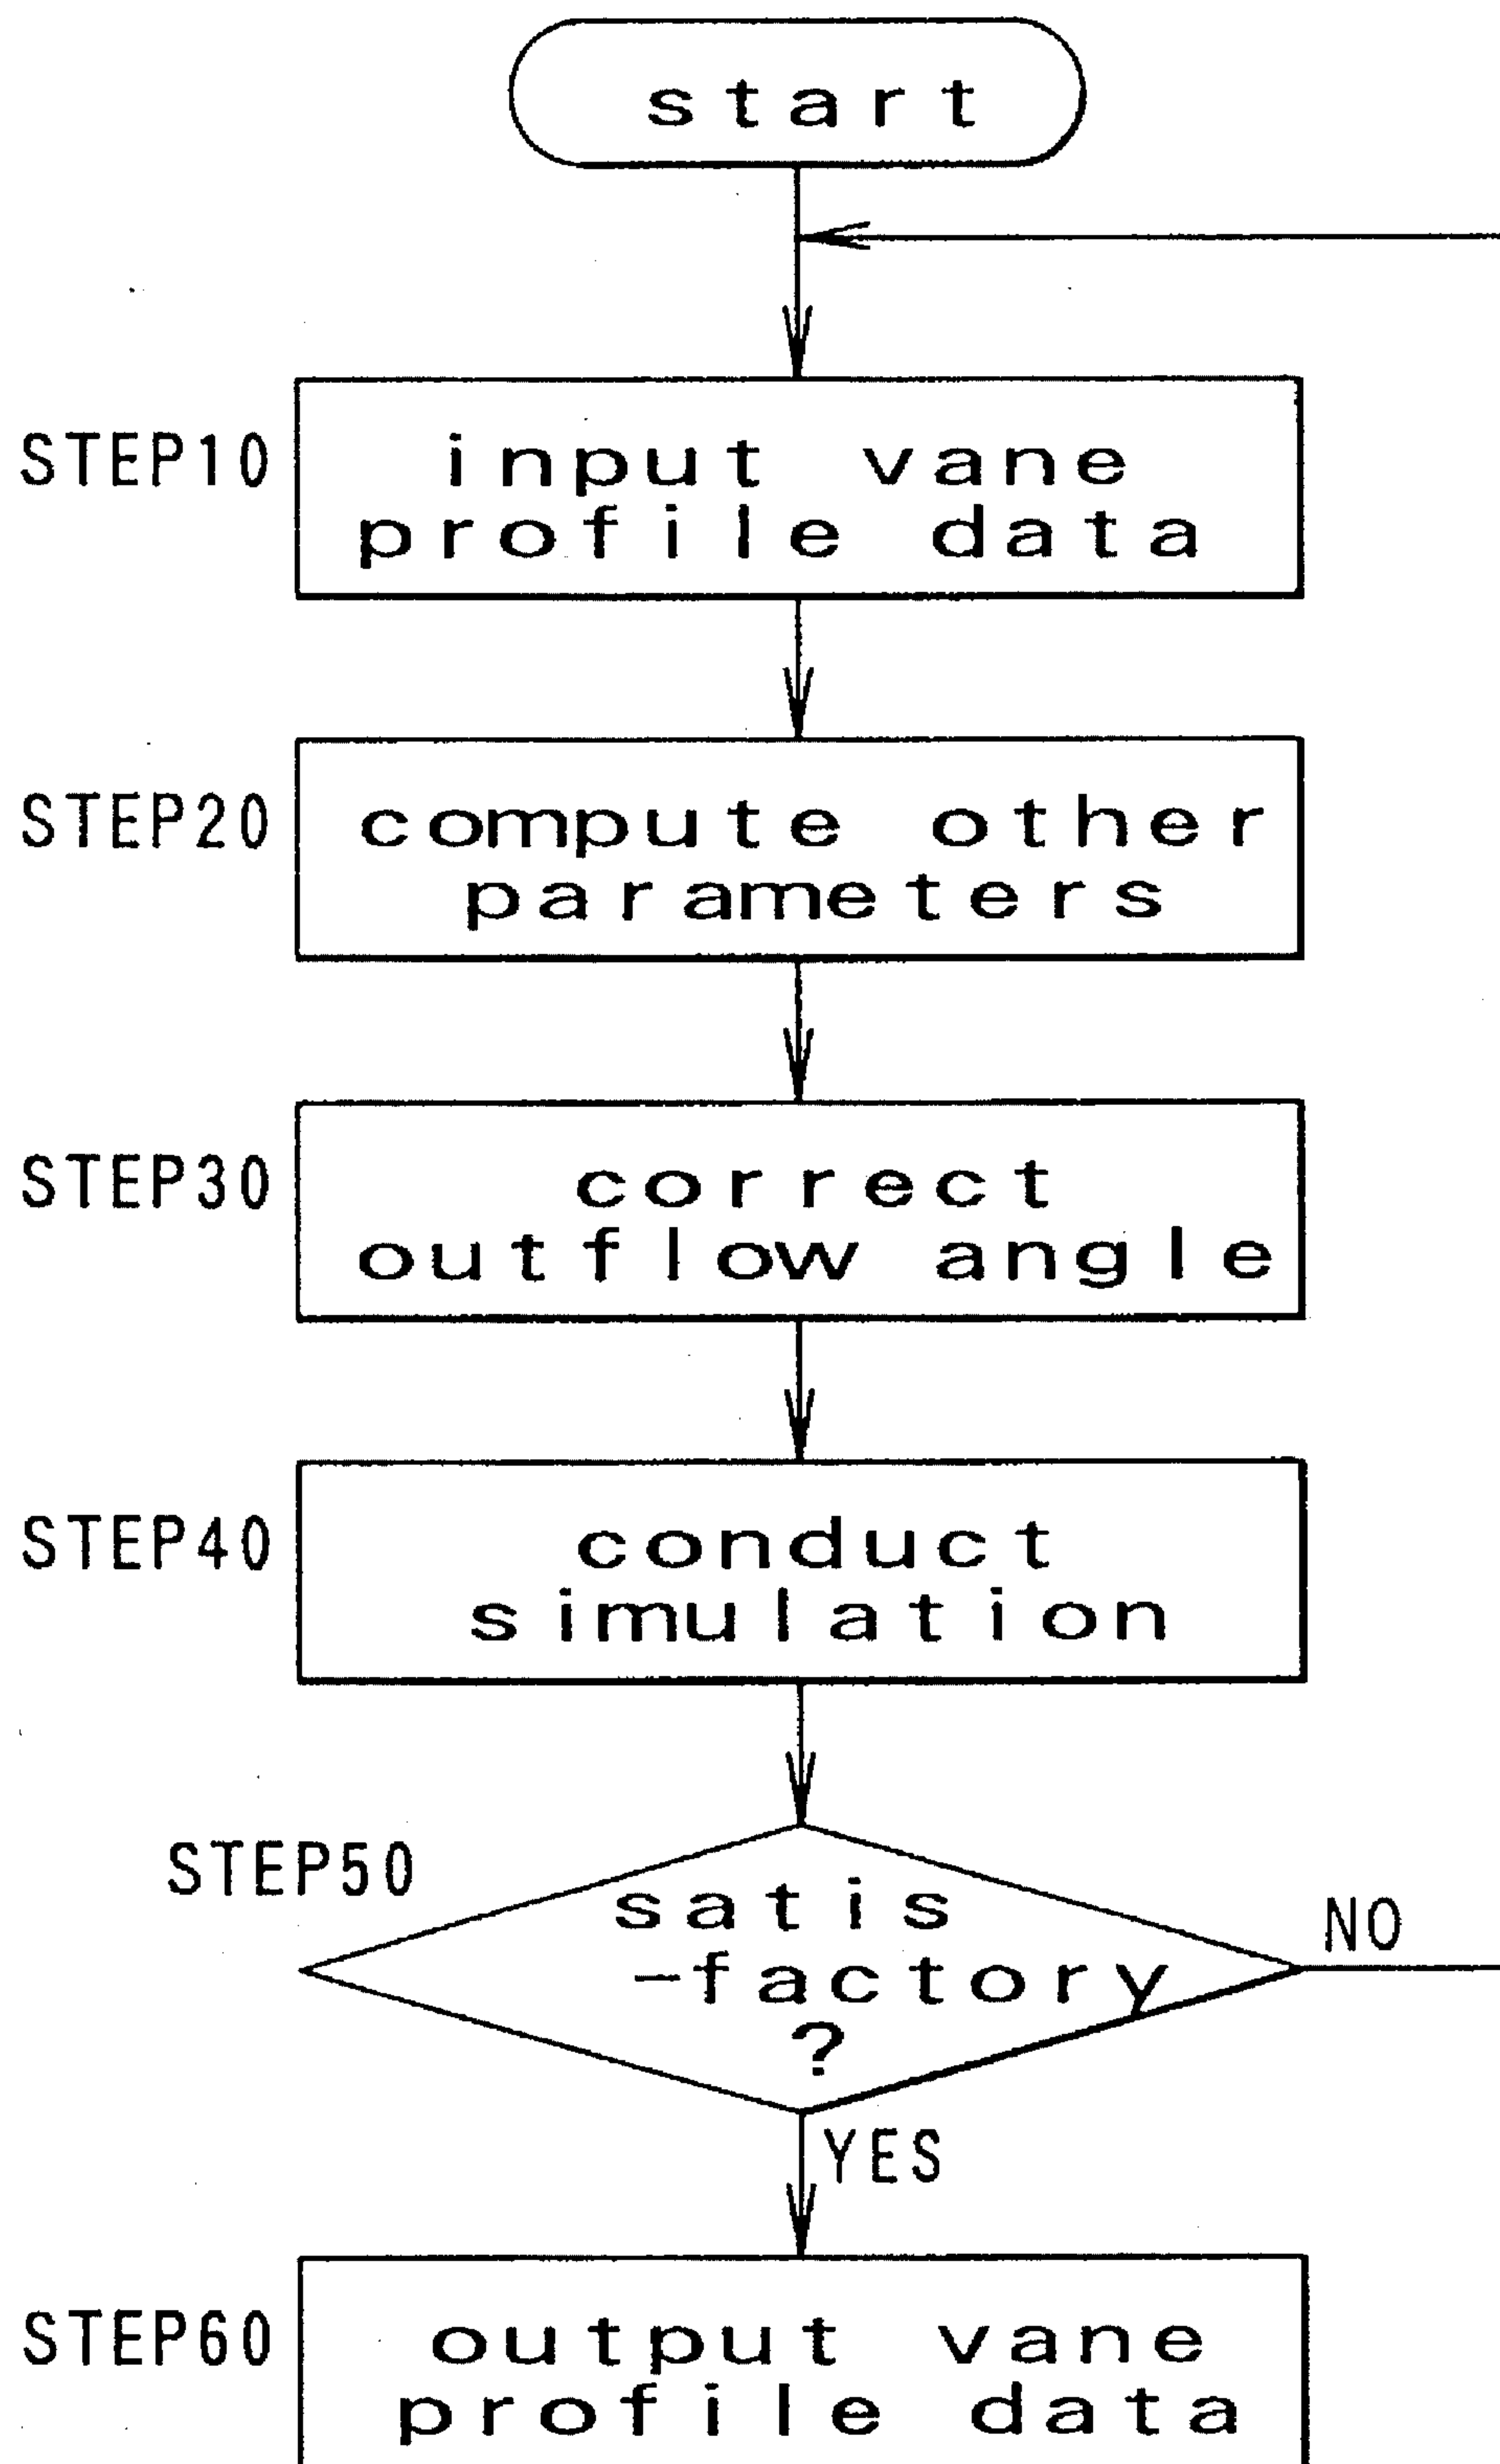 start
STEP10
input vane
profile data
STEP20
compute other
parameters
STEP30
correct
outflow angle
STEP40
conduct
simulation
STEP50
satis
-factory
?
NO
YES
STEP60
output vane
profile data